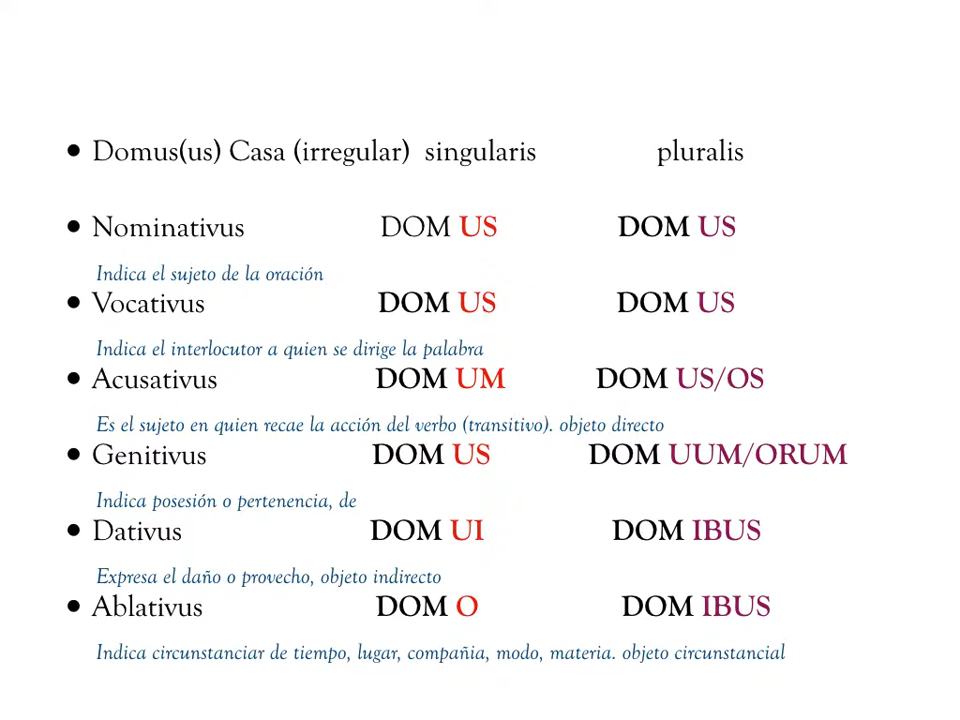 • Domus(us) Casa (irregular) singularis pluralis
• Nominativus DOM US DOM US
Indica el sujeto de la oración
• Vocativus DOM US DOM US
Indica el interlocutor a quien se dirige la palabra
• Acusativus DOM UM DOM US/OS
Es el sujeto en quien recae la acción del verbo (transitivo). objeto directo
• Genitivus DOM US DOM UUM/ORUM
Indica posesión o pertenencia, de
• Dativus DOM UI DOM IBUS
Expresa el daño o provecho, objeto indirecto
• Ablativus DOM O DOM IBUS
Indica circunstanciar de tiempo, lugar, compañia, modo, materia. objeto circunstancial